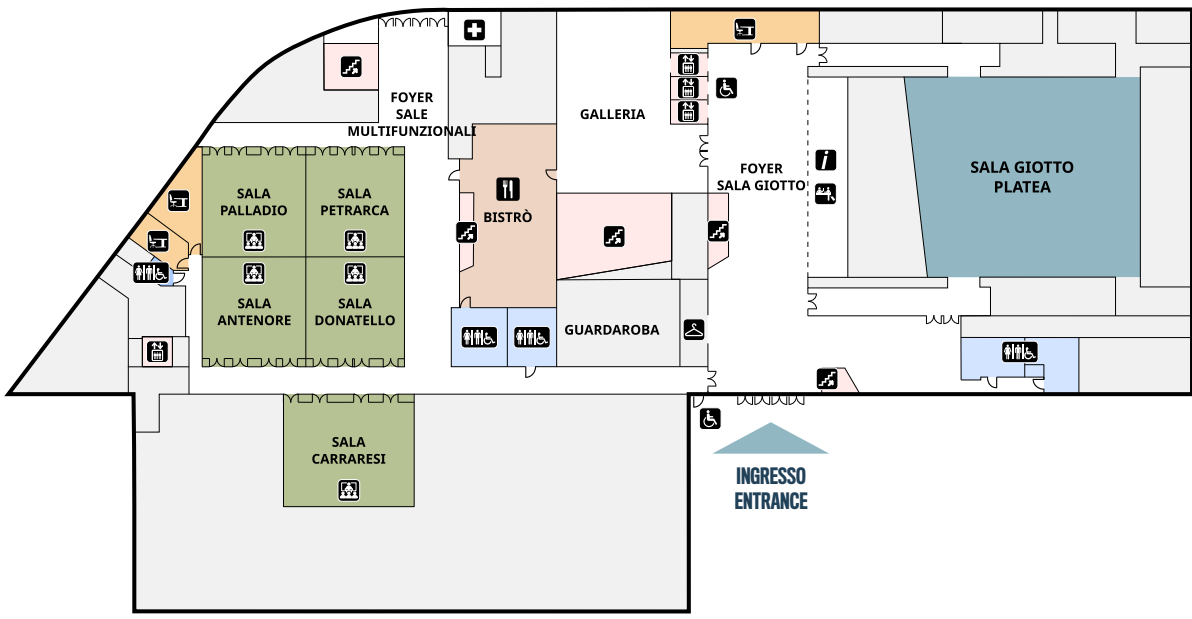 FOYER
SALE
MULTIFUNZIONALI
GALLERIA
FOYER
SALA GIOTTO
SALA GIOTTO
PLATEA
SALA
PALLADIO
SALA
PETRARCA
BISTRÒ
SALA
ANTENORE
SALA
DONATELLO
GUARDAROBA
i
SALA
CARRARESI
INGRESSO
ENTRANCE